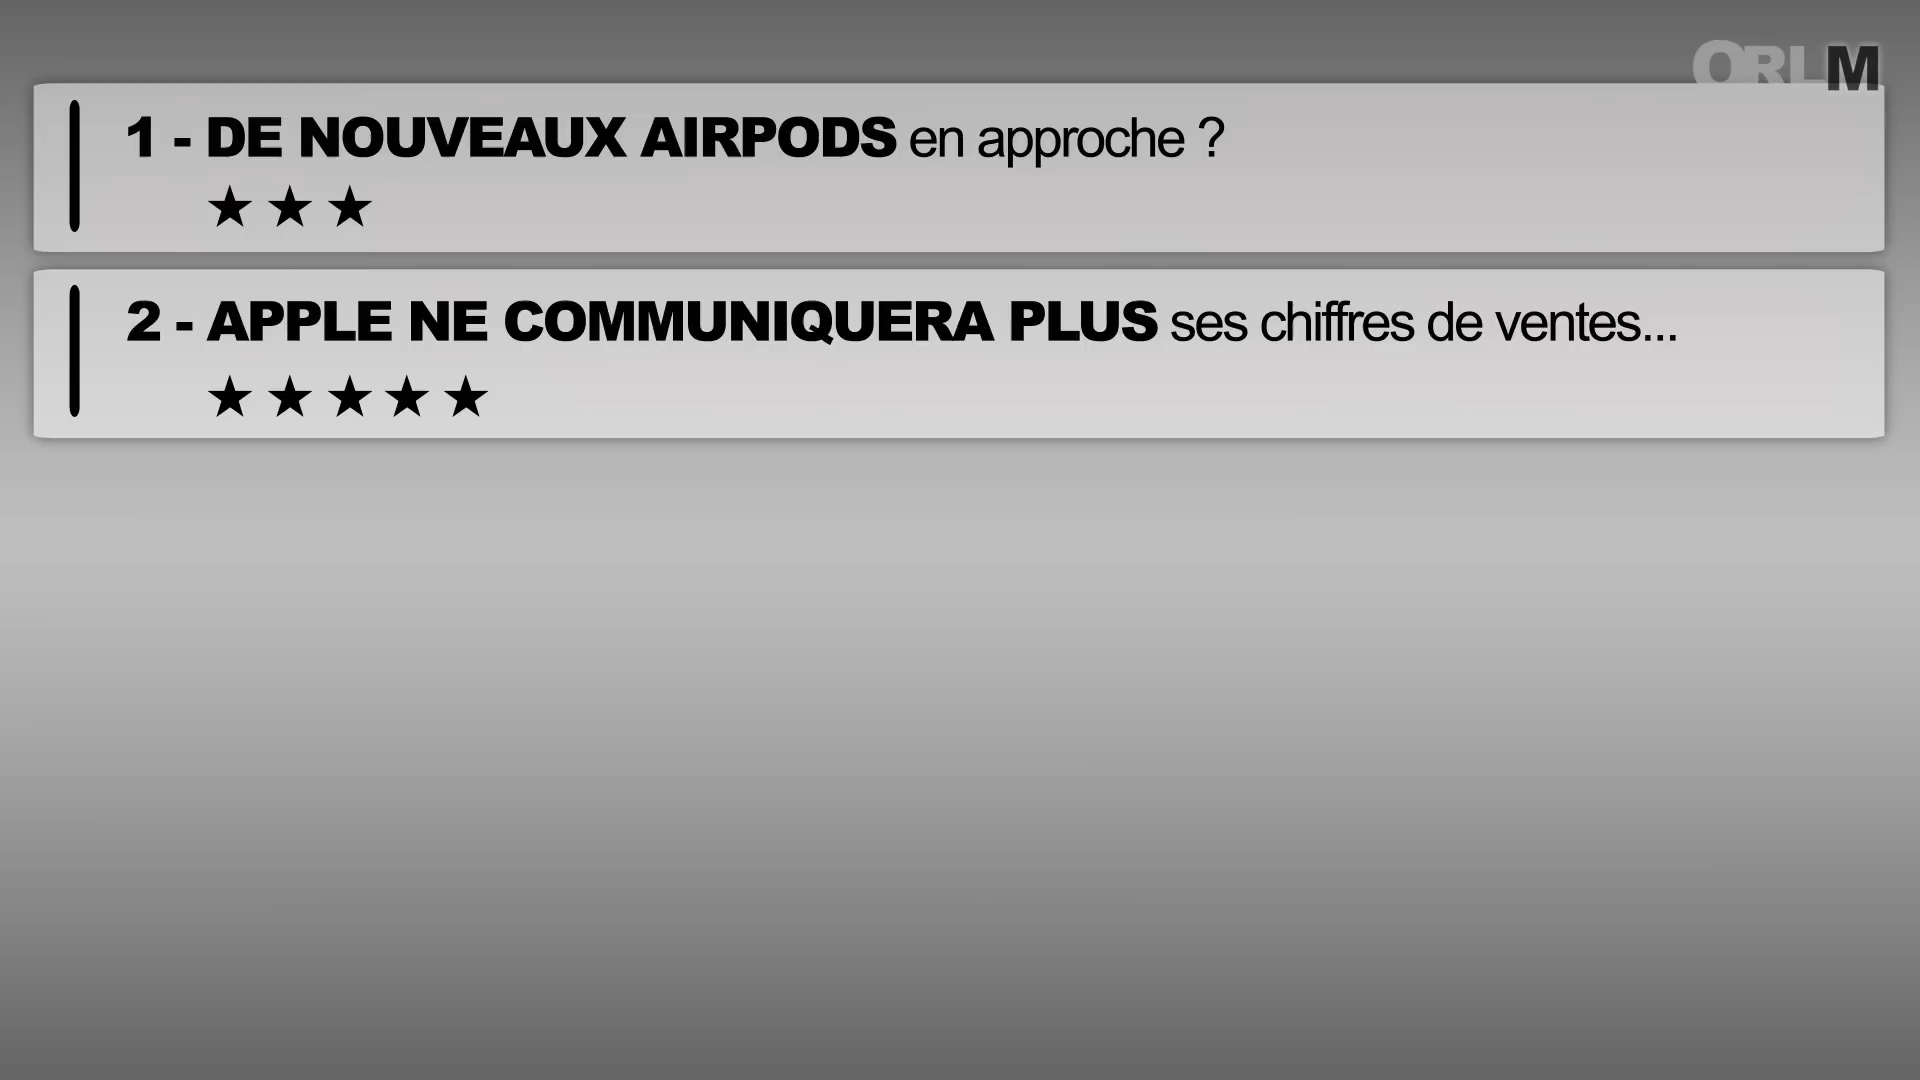 ORLM
1 - DE NOUVEAUX AIRPODS en approche ?
★ ★ ★
2 - APPLE NE COMMUNIQUERA PLUS ses chiffres de ventes...
★ ★ ★ ★ ★